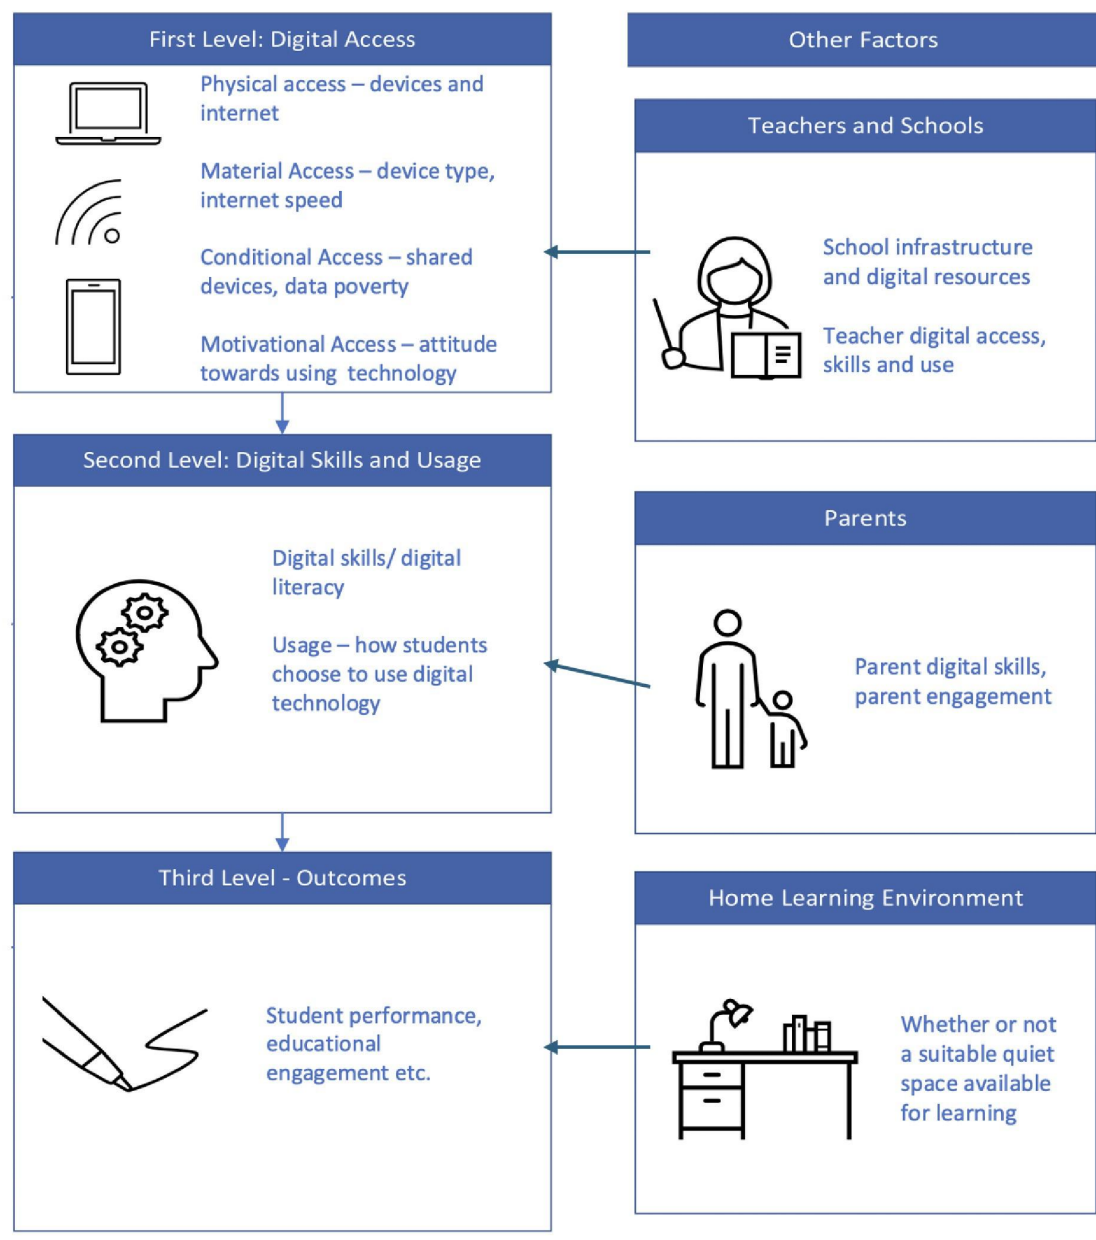 First Level: Digital Access
Physical access – devices and
internet
Material Access – device type,
internet speed
Conditional Access – shared
devices, data poverty
Motivational Access – attitude
towards using technology
Second Level: Digital Skills and Usage
Digital skills/ digital
literacy
Usage – how students
choose to use digital
technology
Third Level - Outcomes
Student performance,
educational
engagement etc.
Other Factors
Teachers and Schools
School infrastructure
and digital resources
Teacher digital access,
skills and use
Parents
Parent digital skills,
parent engagement
Home Learning Environment
Whether or not
a suitable quiet
space available
for learning